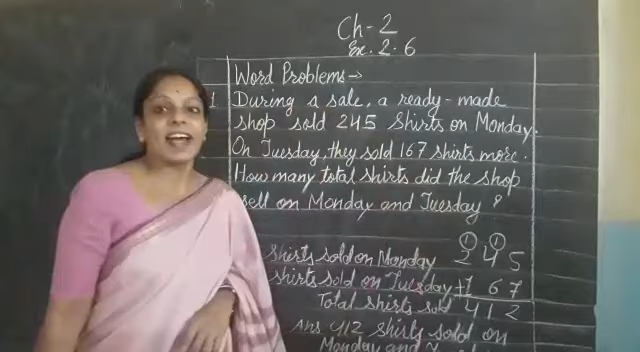 Ch-2
Ex. 2.6
Word Problems→
1 During a sale, a ready-made
shop sold 245 Shirts on Monday.
On Tuesday, they sold 167 shirts more.
How many total shirts did the shop
sell on Monday and Tuesday?
1 1
shirts sold on Monday 2 4 5
shirts sold on Tuesday +1 6 7
Total shirts sold 4 1 2
Ans 412 shirts sold on
Monday and